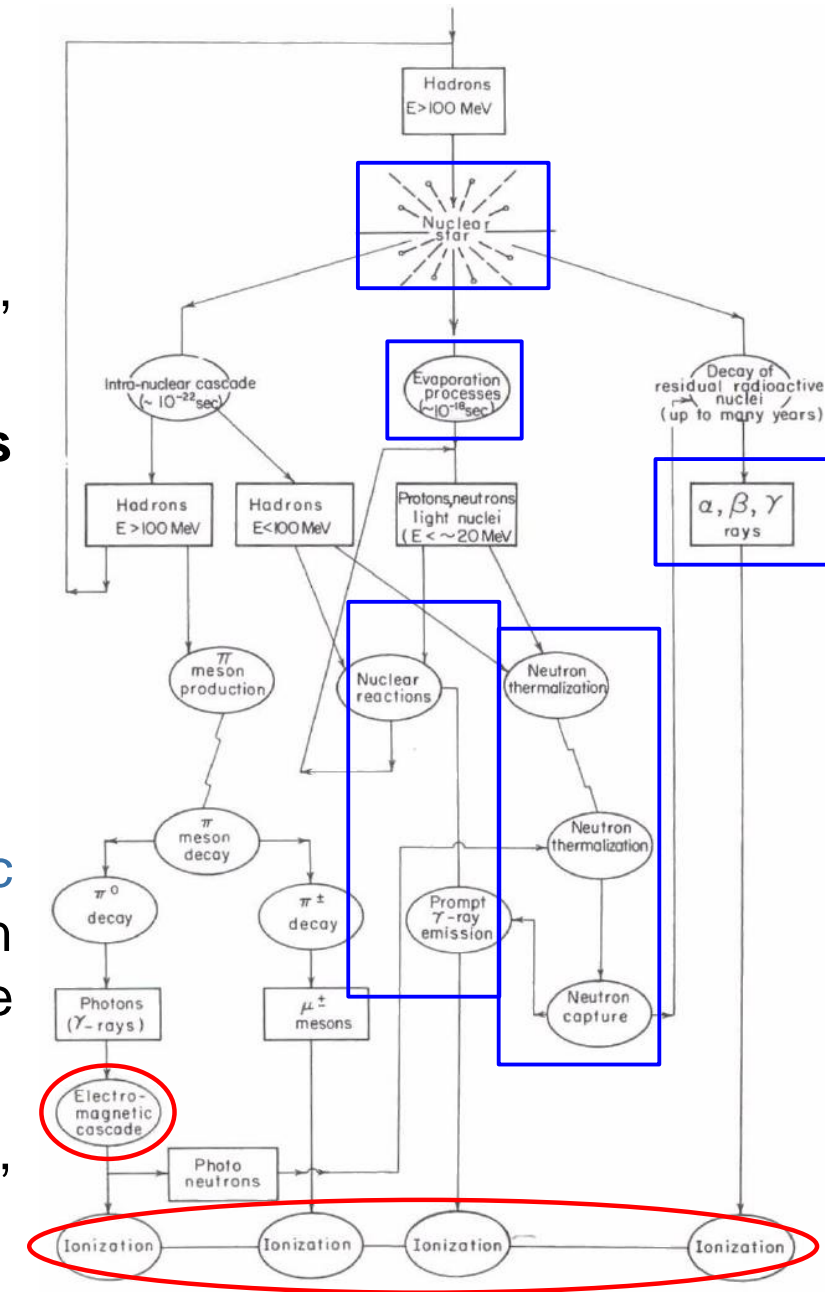 Hadrons
E>100 MeV
Nuclear
star
,
Intra-nuclear cascade
(~ 10⁻²²sec)
Evaporation
processes
(~10⁻¹⁸sec)
Decay of
residual radioactive
nuclei
(up to many years)
s
Hadrons
E >100 MeV
Hadrons
E<100 MeV
Protons,neutrons
light nuclei
(E < ~20 MeV
α, β, γ
rays
π
meson
production
Nuclear
reactions
Neutron
thermalization
π
meson
decay
Neutron
thermalization
c
π⁰
decay
π±
decay
Prompt
γ-ray
emission
n
e
Photons
(γ-rays)
μ±
mesons
Neutron
capture
Electro-
magnetic
cascade
,
Photo
neutrons
Ionization
Ionization
Ionization
Ionization